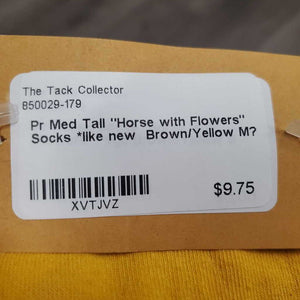 The Tack Collector
850029-179
Pr Med Tall "Horse with Flowers"
Socks *like new Brown/Yellow M?
$9.75
XVTJVZ